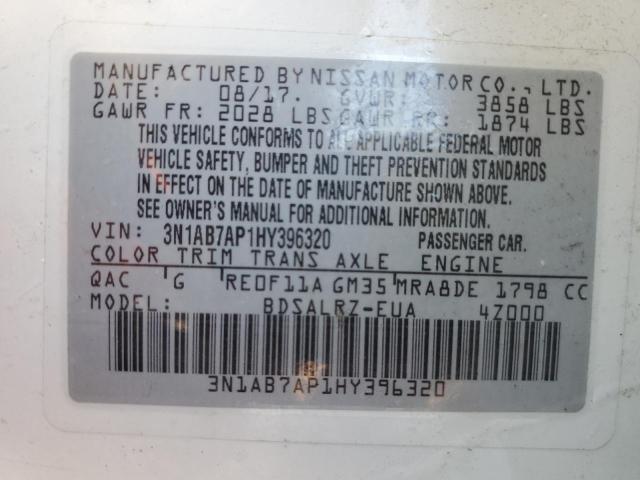 MANUFACTURED BY NISSAN MOTOR CO., LTD.
DATE: 08/17. GVWR: 3858 LBS
GAWR FR: 2028 LBS GAWR RR: 1874 LBS
THIS VEHICLE CONFORMS TO ALL APPLICABLE FEDERAL MOTOR
VEHICLE SAFETY, BUMPER AND THEFT PREVENTION STANDARDS
IN EFFECT ON THE DATE OF MANUFACTURE SHOWN ABOVE.
SEE OWNER'S MANUAL FOR ADDITIONAL INFORMATION.
VIN: 3N1AB7AP1HY396320 PASSENGER CAR.
COLOR TRIM TRANS AXLE ENGINE
QAC G RE0F11A GM35 MRA8DE 1798 CC
MODEL: BDSALRZ-EUA 4Z000
3N1AB7AP1HY396320